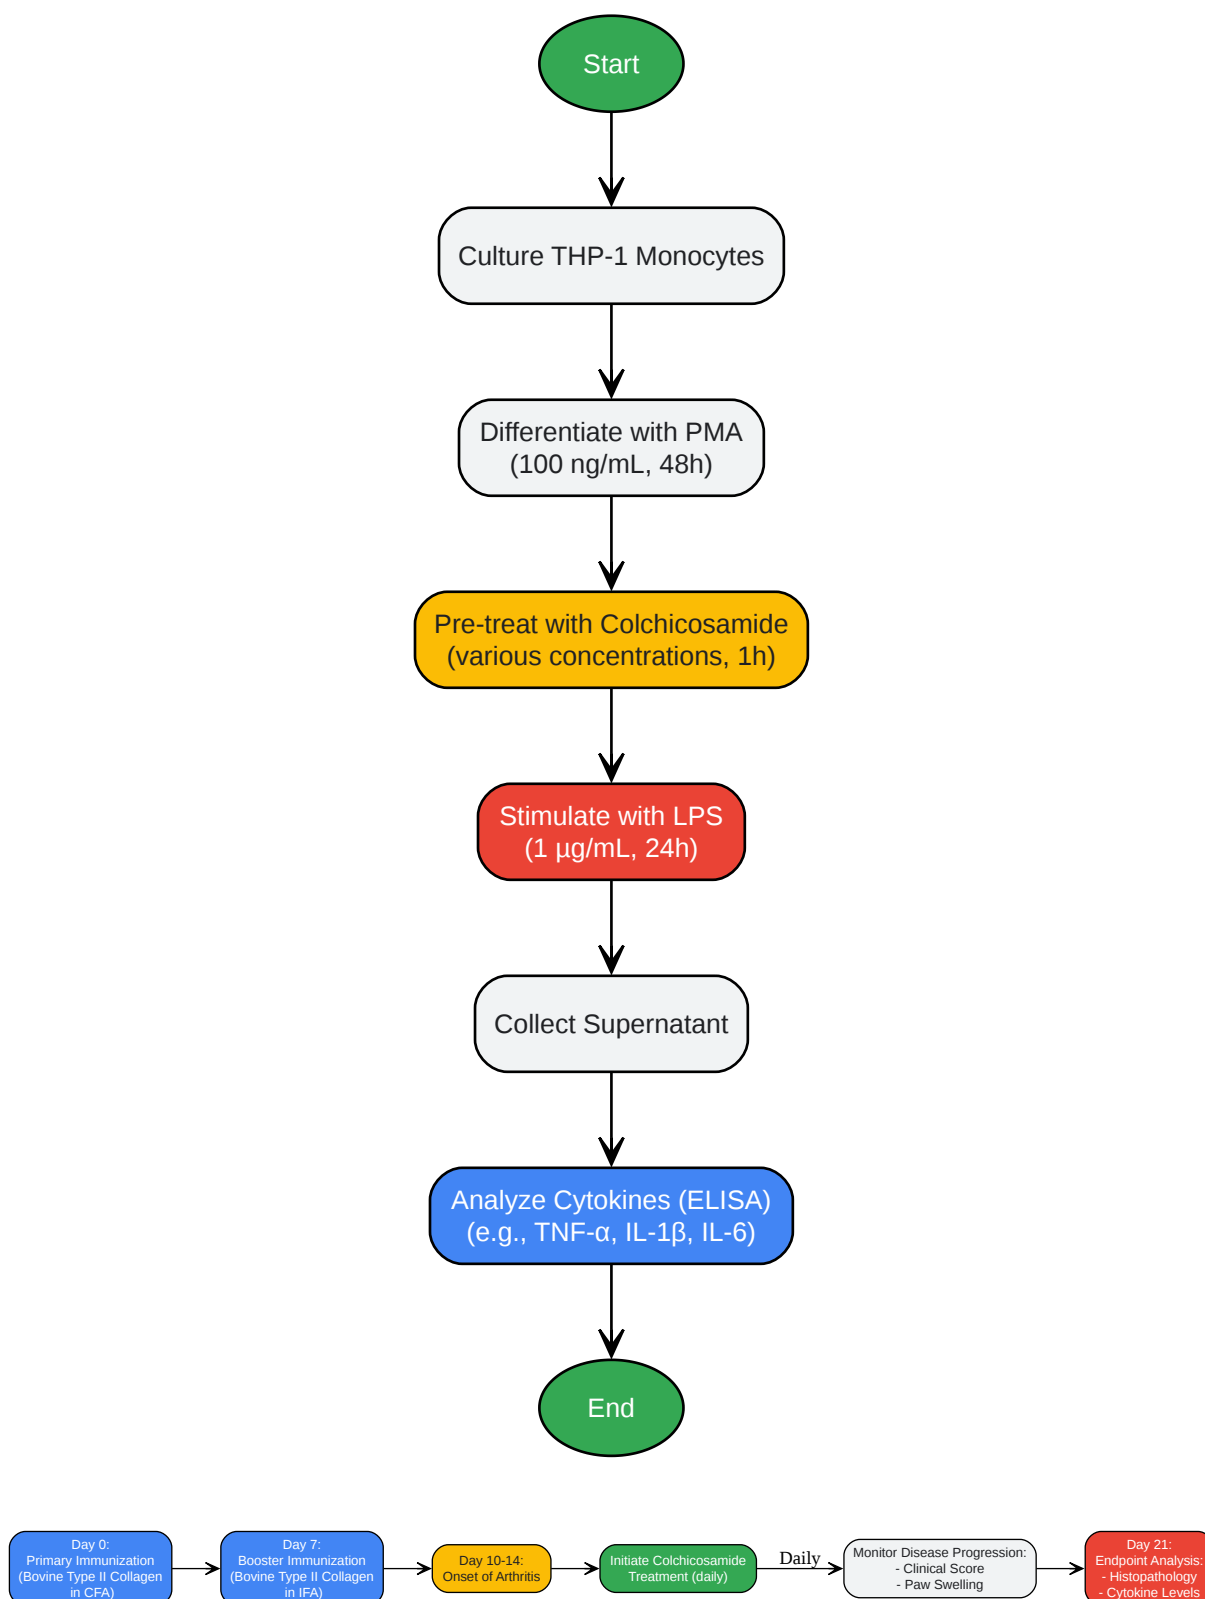 Start
Culture THP-1 Monocytes
Differentiate with PMA
(100 ng/mL, 48h)
Pre-treat with Colchicosamide
(various concentrations, 1h)
Stimulate with LPS
(1 µg/mL, 24h)
Collect Supernatant
Analyze Cytokines (ELISA)
(e.g., TNF-α, IL-1β, IL-6)
End
Day 0:
Primary Immunization
(Bovine Type II Collagen
in CFA)
Day 7:
Booster Immunization
(Bovine Type II Collagen
in IFA)
Day 10-14:
Onset of Arthritis
Initiate Colchicosamide
Treatment (daily)
Daily
Monitor Disease Progression:
- Clinical Score
- Paw Swelling
Day 21:
Endpoint Analysis:
- Histopathology
- Cytokine Levels